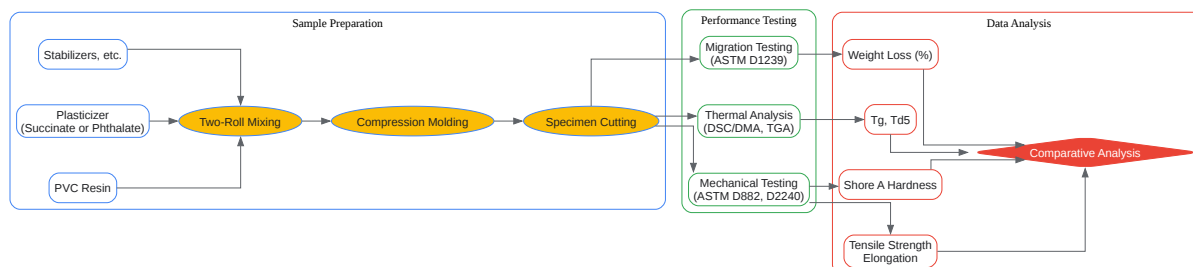 Sample Preparation
Stabilizers, etc.
Plasticizer
(Succinate or Phthalate)
PVC Resin
Two-Roll Mixing
Compression Molding
Specimen Cutting
Performance Testing
Migration Testing
(ASTM D1239)
Thermal Analysis
(DSC/DMA, TGA)
Mechanical Testing
(ASTM D882, D2240)
Data Analysis
Weight Loss (%)
Tg, Td5
Shore A Hardness
Tensile Strength
Elongation
Comparative Analysis